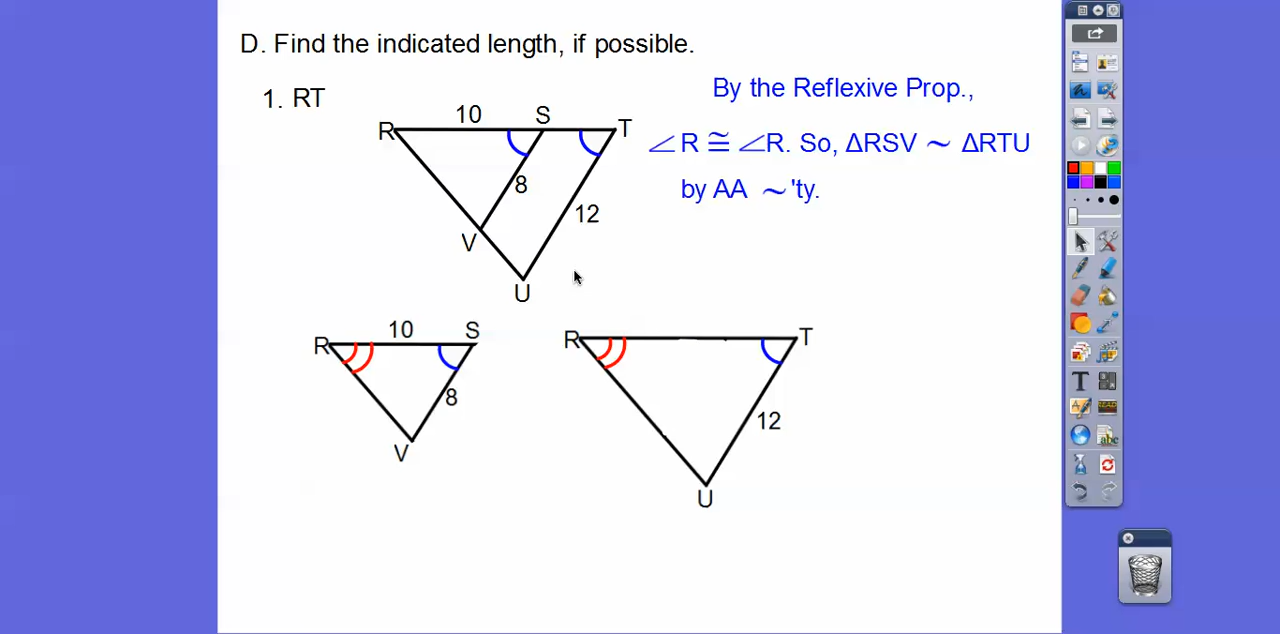 D. Find the indicated length, if possible.
1. RT
By the Reflexive Prop.,
∠R ≅ ∠R. So, ΔRSV ~ ΔRTU
by AA ~'ty.
10
R
S
T
8
12
V
U
10
R
S
8
V
R
T
12
U